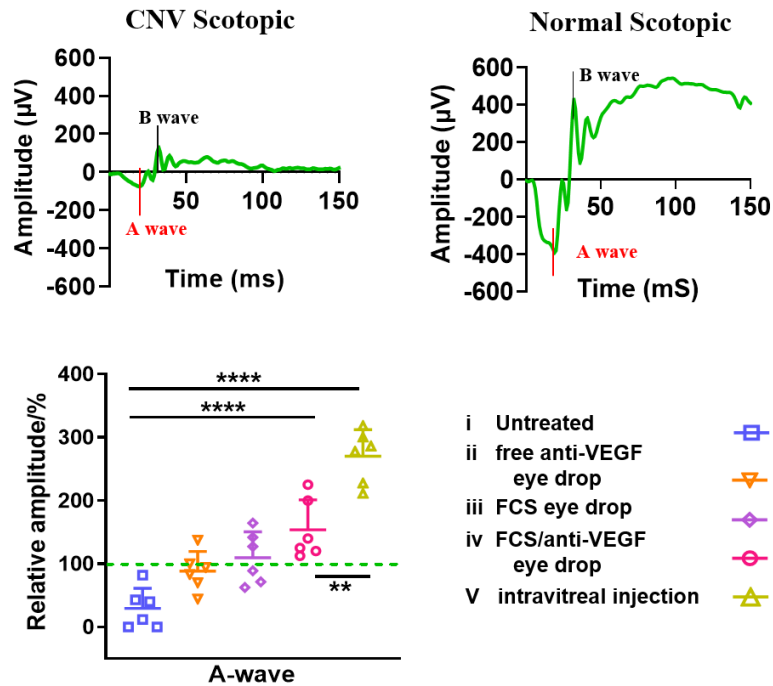 CNV Scotopic
600
400
200
0
-200
-400
-600
Amplitude (µV)
B wave
A wave
50
100
150
Time (ms)
Normal Scotopic
600
400
200
0
-200
-400
-600
Amplitude (µV)
B wave
A wave
50
100
150
Time (mS)
400
300
200
100
0
Relative amplitude/%
****
****
**
A-wave
i Untreated
ii free anti-VEGF
eye drop
iii FCS eye drop
iv FCS/anti-VEGF
eye drop
V intravitreal injection